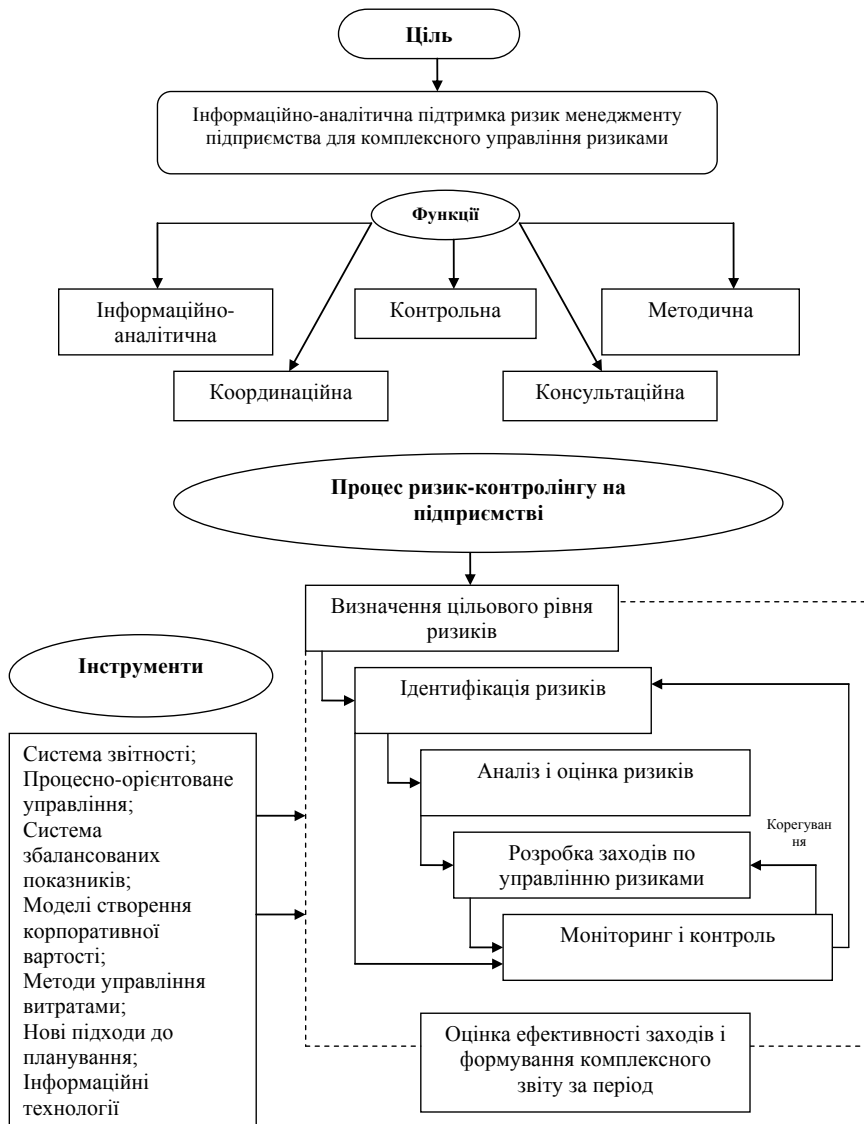 Ціль
Інформаційно-аналітична підтримка ризик менеджменту
підприємства для комплексного управління ризиками
Функції
Інформаційно-
аналітична
Контрольна
Методична
Координаційна
Консультаційна
Процес ризик-контролінгу на
підприємстві
Визначення цільового рівня
ризиків
Інструменти
Ідентифікація ризиків
Система звітності;
Процесно-орієнтоване
управління;
Система
збалансованих
показників;
Моделі створення
корпоративної
вартості;
Методи управління
витратами;
Нові підходи до
планування;
Інформаційні
технології
Аналіз і оцінка ризиків
Корегуван
ня
Розробка заходів по
управлінню ризиками
Моніторинг і контроль
Оцінка ефективності заходів і
формування комплексного
звіту за період